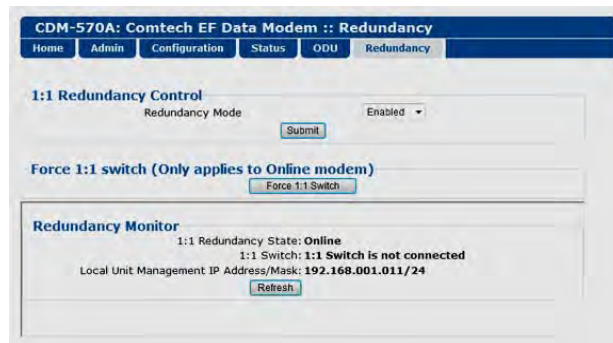 CDM-570A: Comtech EF Data Modem :: Redundancy
Home Admin Configuration Status ODU Redundancy
1:1 Redundancy Control
Redundancy Mode Enabled
Submit
Force 1:1 switch (Only applies to Online modem)
Force 1:1 Switch
Redundancy Monitor
1:1 Redundancy State: Online
1:1 Switch: 1:1 Switch is not connected
Local Unit Management IP Address/Mask: 192.168.001.011/24
Refresh